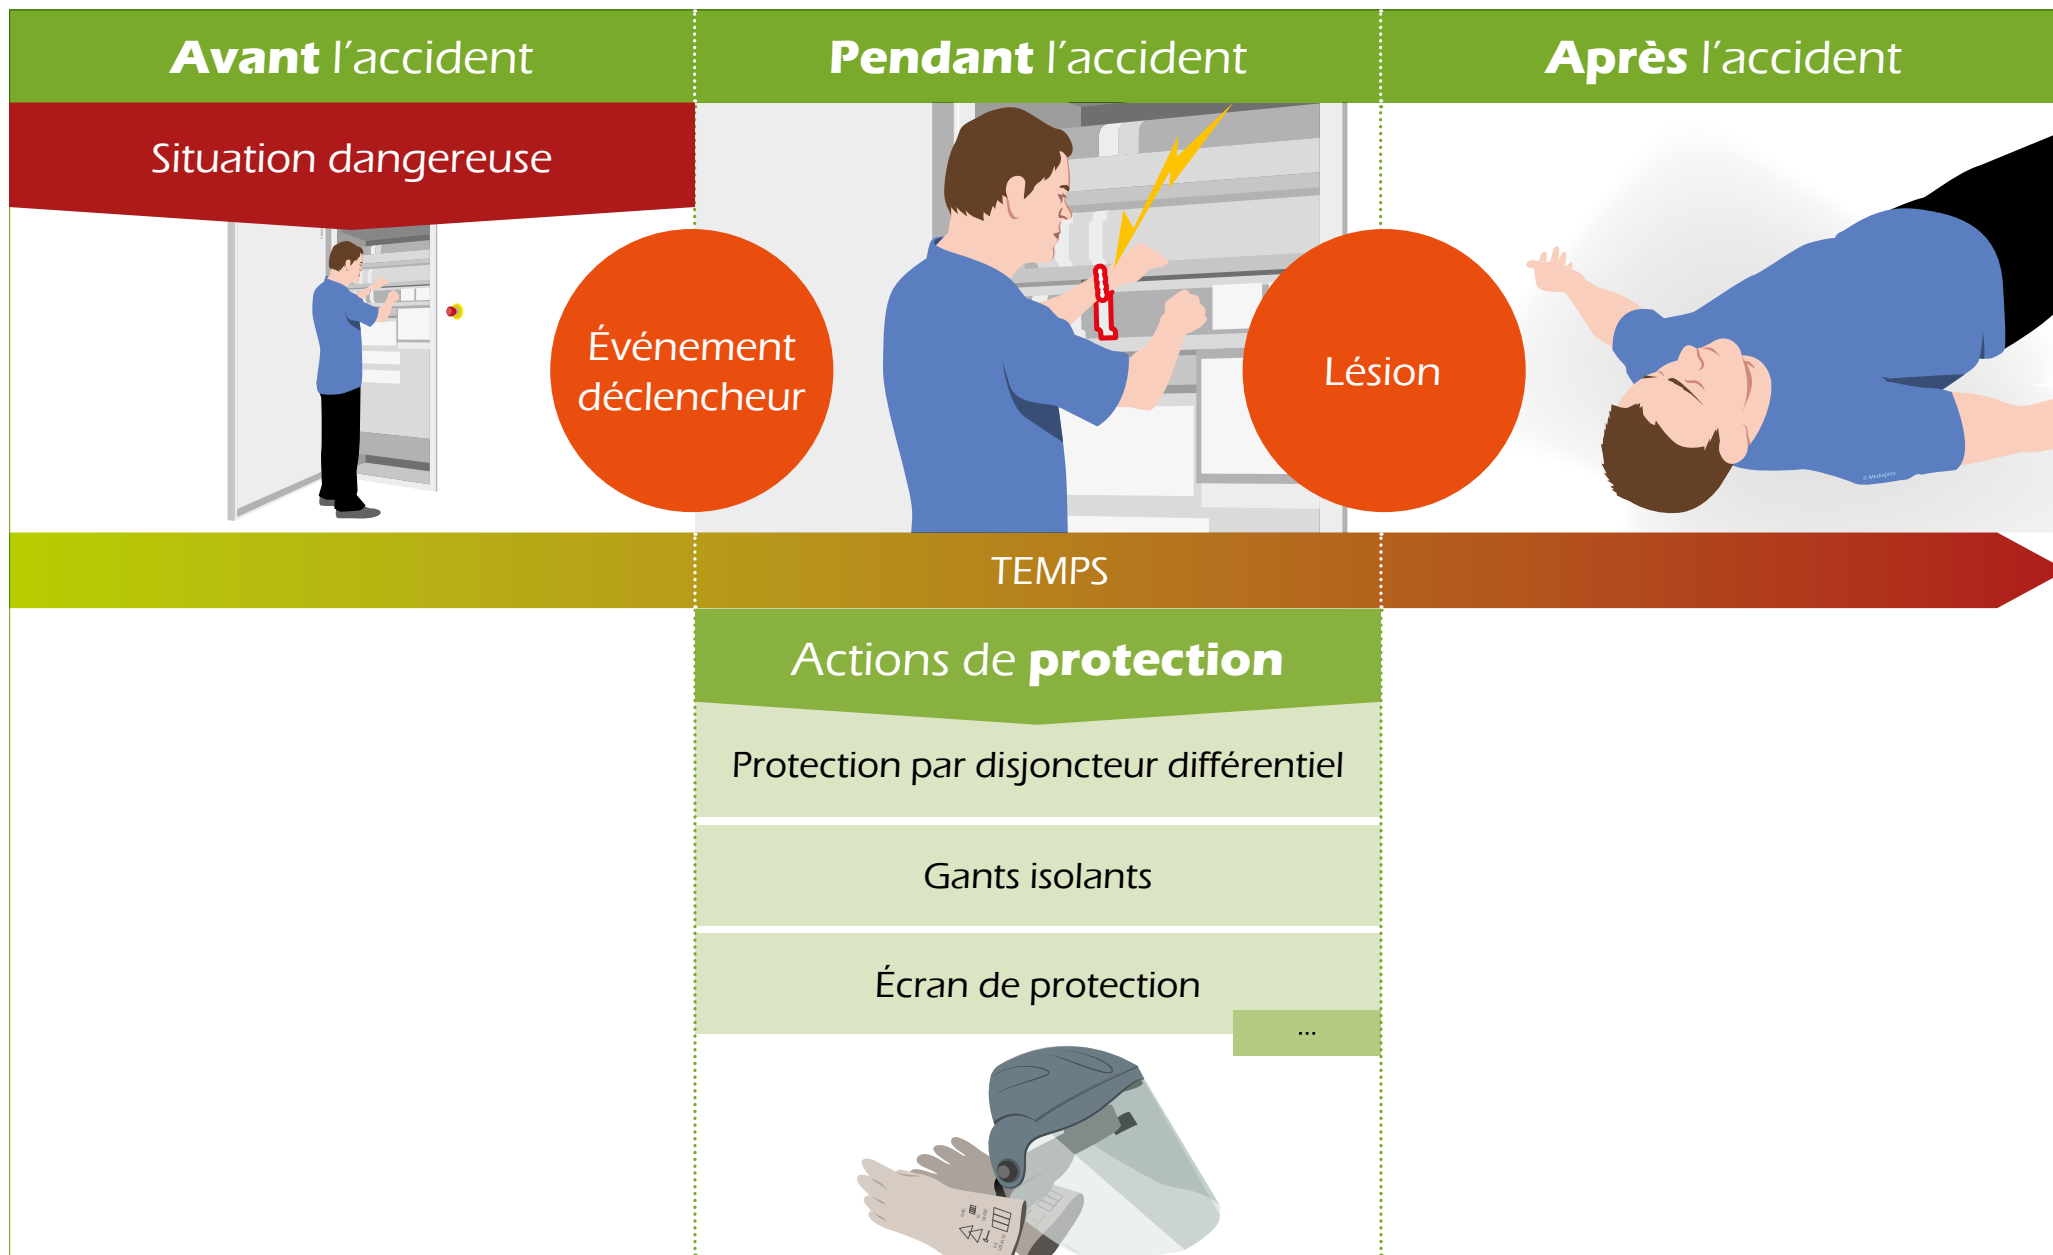 Avant l’accident
Pendant l’accident
Après l’accident
Situation dangereuse
Événement
déclencheur
Lésion
© Mediaprev
TEMPS
Actions de protection
Protection par disjoncteur différentiel
Gants isolants
Écran de protection
...